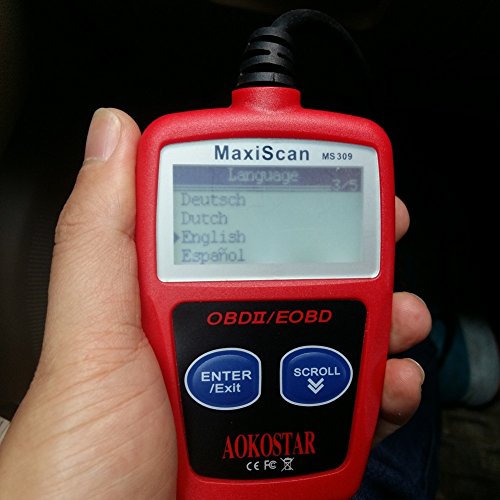 MaxiScan MS309
Language
3/5
Deutsch
Dutch
English
Español
OBDII/EOBD
ENTER
/Exit
SCROLL
AOKOSTAR
CE FC